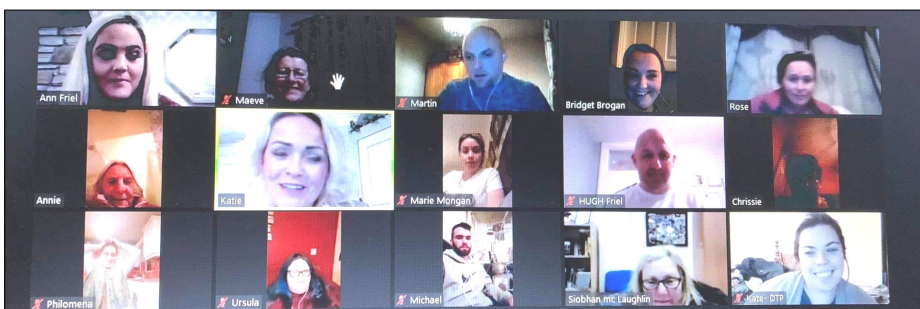 Ann Friel
Maeve
Martin
Bridget Brogan
Rose
Annie
Katie
Marie Mongan
HUGH Friel
Chrissie
Philomena
Ursula
Michael
Siobhan mc Laughlin
Kate- DTP